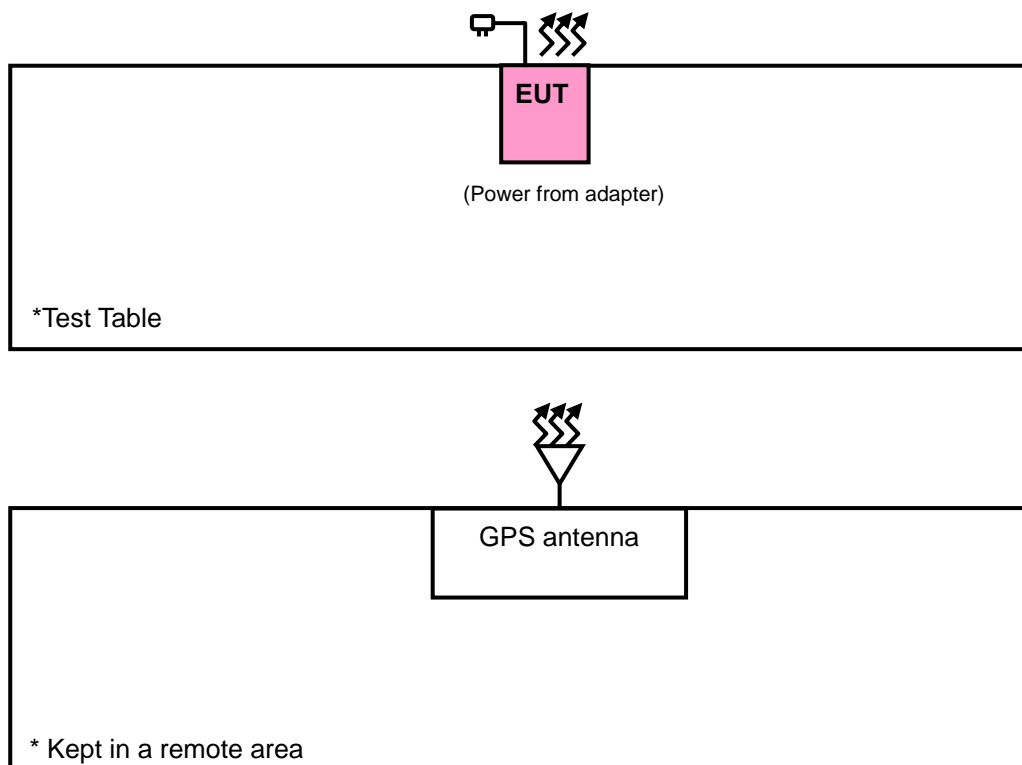 EUT
(Power from adapter)
*Test Table
GPS antenna
* Kept in a remote area